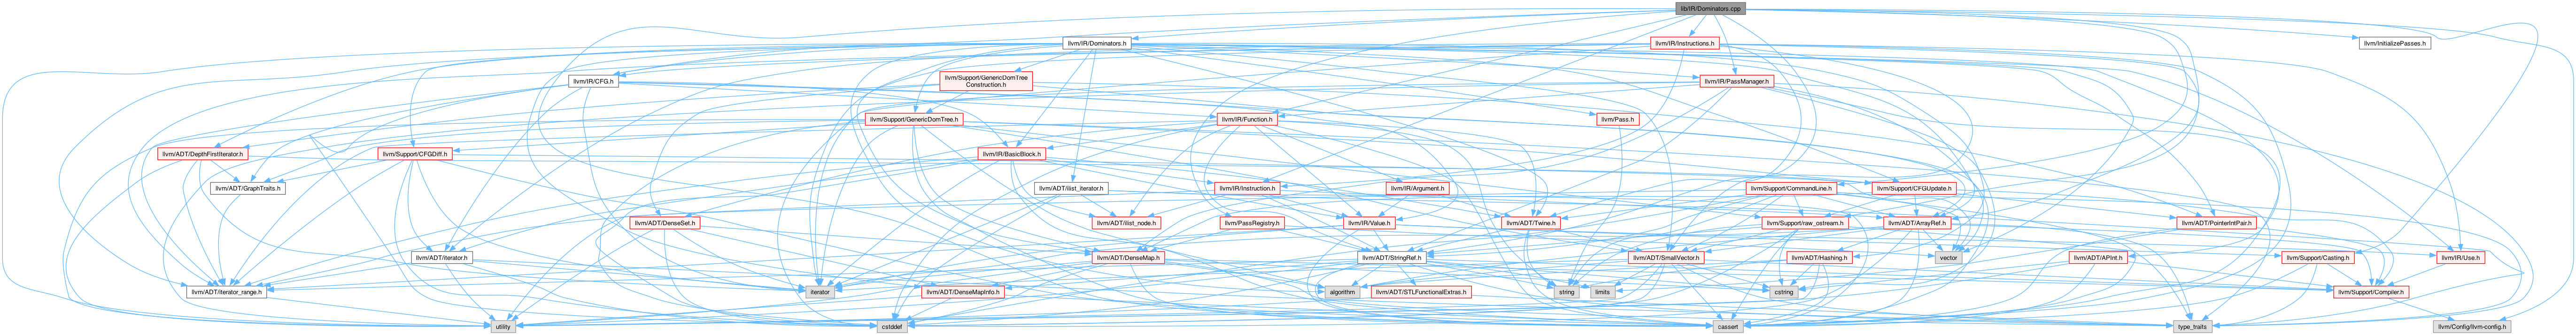 lib/IR/Dominators.cpp
llvm/IR/Dominators.h
llvm/IR/Instructions.h
llvm/InitializePasses.h
llvm/IR/CFG.h
llvm/Support/GenericDomTree
Construction.h
llvm/IR/PassManager.h
llvm/Support/GenericDomTree.h
llvm/IR/Function.h
llvm/Pass.h
llvm/ADT/DepthFirstIterator.h
llvm/Support/CFGDiff.h
llvm/IR/BasicBlock.h
llvm/ADT/GraphTraits.h
llvm/ADT/ilist_iterator.h
llvm/IR/Instruction.h
llvm/IR/Argument.h
llvm/Support/CommandLine.h
llvm/Support/CFGUpdate.h
llvm/ADT/DenseSet.h
llvm/ADT/ilist_node.h
llvm/PassRegistry.h
llvm/IR/Value.h
llvm/ADT/Twine.h
llvm/Support/raw_ostream.h
llvm/ADT/ArrayRef.h
llvm/ADT/PointerIntPair.h
llvm/ADT/iterator.h
llvm/ADT/DenseMap.h
llvm/ADT/StringRef.h
llvm/ADT/SmallVector.h
llvm/ADT/Hashing.h
vector
llvm/ADT/APInt.h
llvm/Support/Casting.h
llvm/IR/Use.h
llvm/ADT/iterator_range.h
iterator
llvm/ADT/DenseMapInfo.h
algorithm
llvm/ADT/STLFunctionalExtras.h
string
limits
cstring
llvm/Support/Compiler.h
utility
cstddef
cassert
type_traits
llvm/Config/llvm-config.h